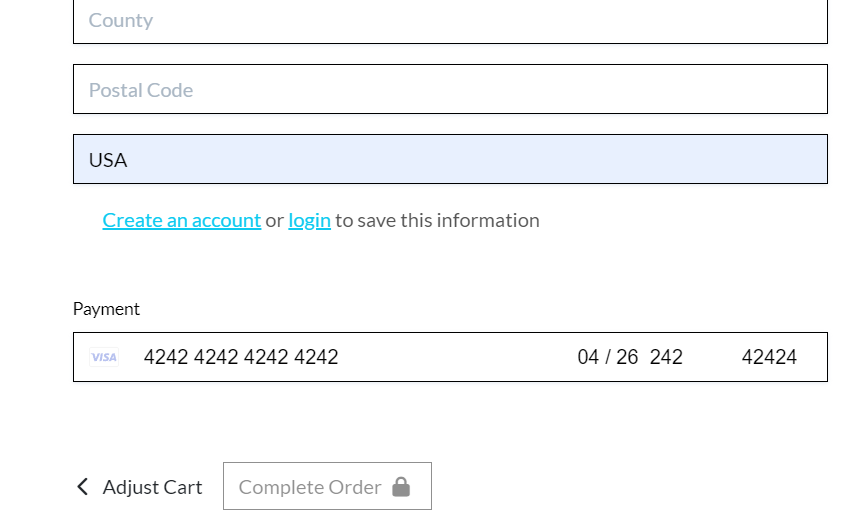 County
Postal Code
USA
Create an account or login to save this information
Payment
VISA 4242 4242 4242 4242 04 / 26 242 42424
Adjust Cart Complete Order